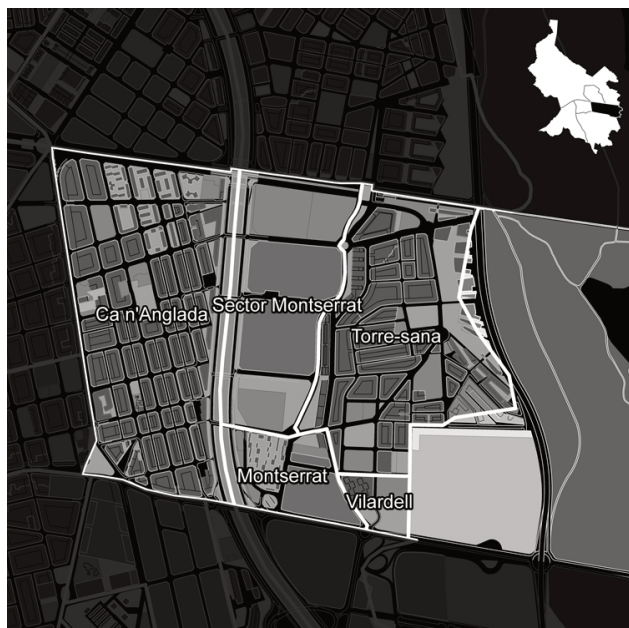 Ca n'Anglada
Sector Montserrat
Torre-sana
Montserrat
Vilardell